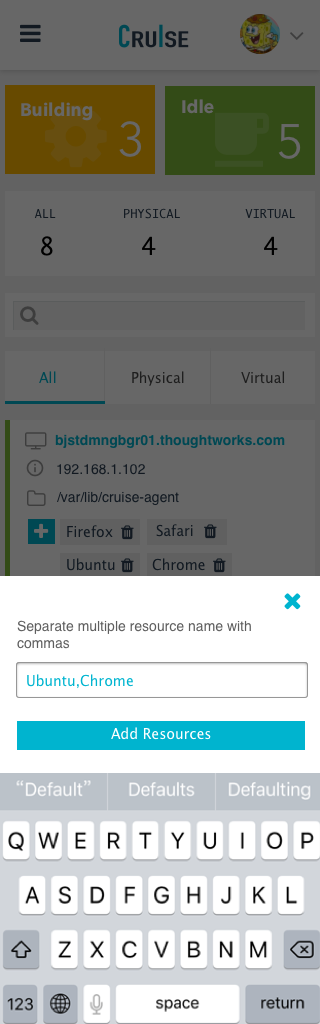 CruISE
Building
3
Idle
5
ALL
PHYSICAL
VIRTUAL
8
4
4
All
Physical
Virtual
bjstdmngbgr01.thoughtworks.com
192.168.1.102
/var/lib/cruise-agent
Firefox
Safari
Ubuntu
Chrome
Separate multiple resource name with
commas
Ubuntu,Chrome
Add Resources
“Default”
Defaults
Defaulting
Q W E R T Y U I O P
A S D F G H J K L
Z X C V B N M
123
space
return